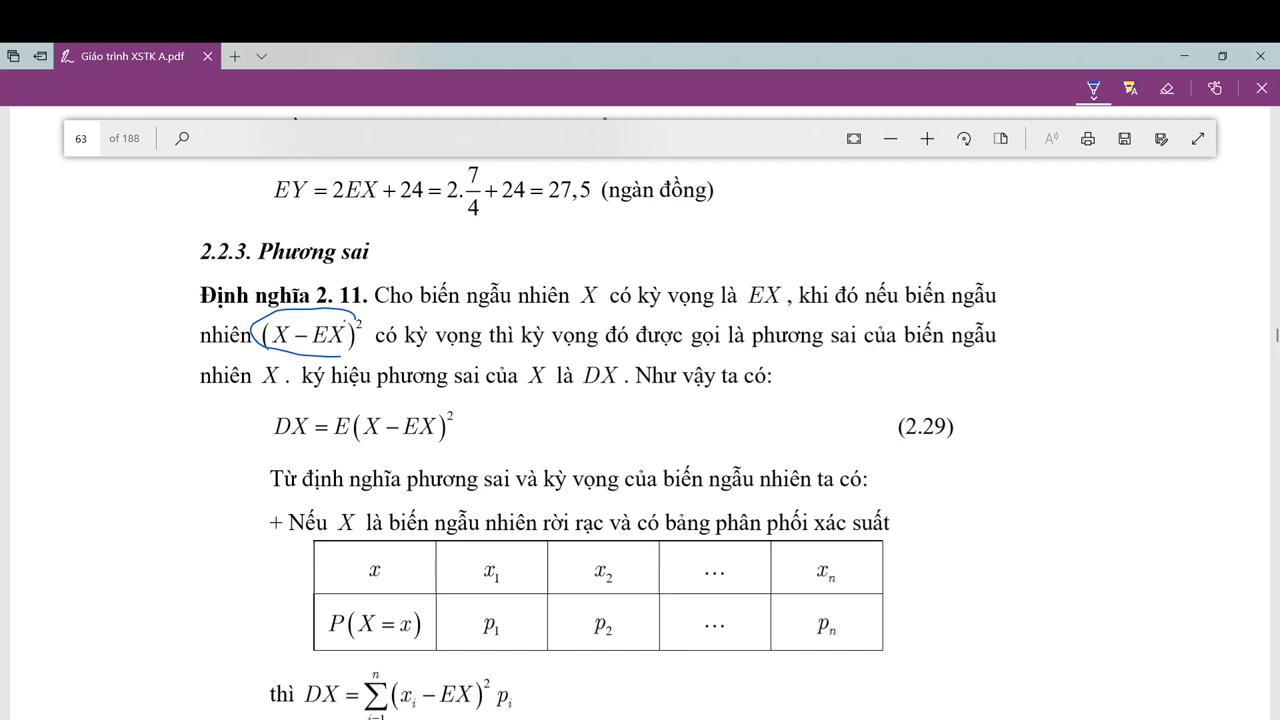 Giáo trình XSTK A.pdf
63 of 188
EY = 2EX + 24 = 2.7/4 + 24 = 27,5 (ngàn đồng)
2.2.3. Phương sai
Định nghĩa 2. 11. Cho biến ngẫu nhiên X có kỳ vọng là EX , khi đó nếu biến ngẫu
nhiên (X − EX)² có kỳ vọng thì kỳ vọng đó được gọi là phương sai của biến ngẫu
nhiên X . ký hiệu phương sai của X là DX . Như vậy ta có:
DX = E(X − EX)² (2.29)
Từ định nghĩa phương sai và kỳ vọng của biến ngẫu nhiên ta có:
+ Nếu X là biến ngẫu nhiên rời rạc và có bảng phân phối xác suất
x x₁ x₂ ... xₙ
P(X = x) p₁ p₂ ... pₙ
thì DX = ∑ⁿᵢ₌₁ (xᵢ − EX)² pᵢ